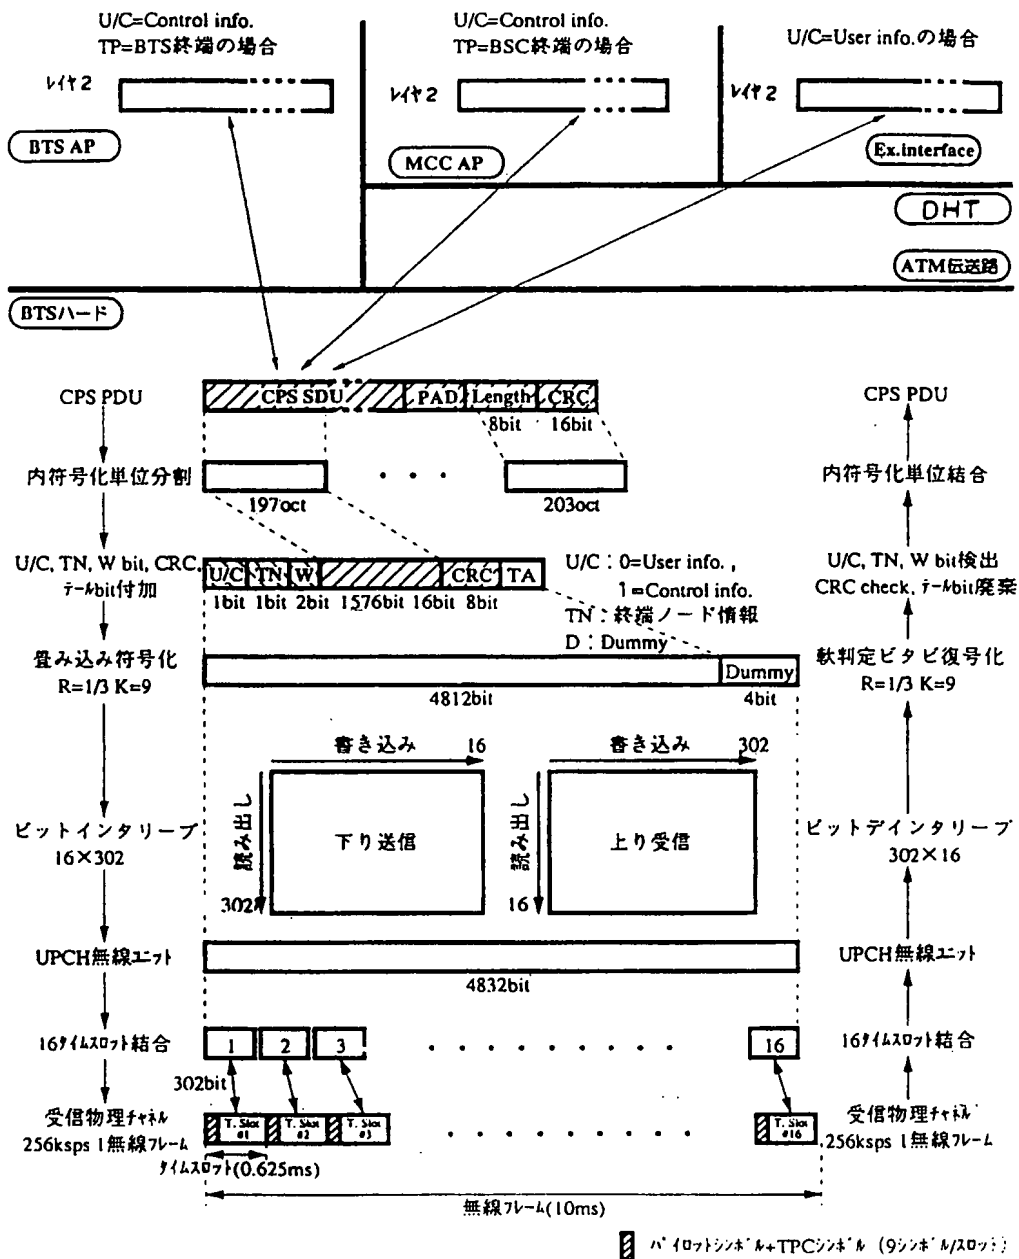 U/C=Control info.
TP=BTS終端の場合
U/C=Control info.
TP=BSC終端の場合
U/C=User info.の場合
レイヤ2
レイヤ2
レイヤ2
BTS AP
MCC AP
Ex.interface
DHT
ATM伝送路
BTSハード
CPS PDU
CPS SDU
PAD
Length
CRC
CPS PDU
8bit
16bit
内符号化単位分割
・・・
内符号化単位結合
197oct
203oct
U/C, TN, W bit, CRC,
テールbit付加
U/C
TN
W
CRC
TA
1bit
1bit
2bit
1576bit
16bit
8bit
U/C : 0=User info. ,
1=Control info.
TN : 終端ノード情報
D : Dummy
U/C, TN, W bit検出
CRC check, テールbit廃棄
畳み込み符号化
R=1/3 K=9
Dummy
4812bit
4bit
軟判定ビタビ復号化
R=1/3 K=9
書き込み
16
書き込み
302
読み出し
302
下り送信
読み出し
16
上り受信
ビットインタリーブ
16×302
ビットデインタリーブ
302×16
UPCH無線ユニット
4832bit
UPCH無線ユニット
16タイムスロット結合
1
2
3
・・・・・・・・・
16
16タイムスロット結合
302bit
受信物理チャネル
256ksps 1無線フレーム
T. Slot #1
T. Slot #2
T. Slot #3
・・・・・・・・・
T. Slot #16
受信物理チャネル
256ksps 1無線フレーム
タイムスロット(0.625ms)
無線フレーム(10ms)
パイロットシンボル+TPCシンボル (9シンボル/スロット)